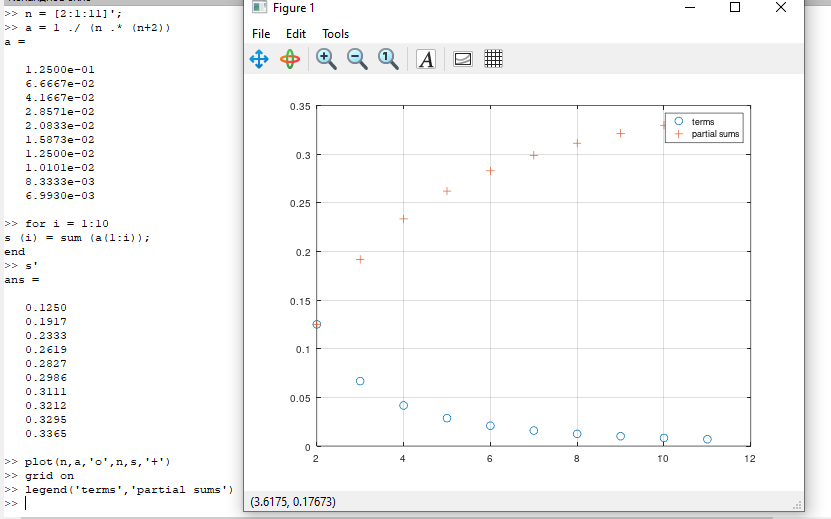 >> n = [2:1:11]';
>> a = 1 ./ (n .* (n+2))
a =
1.2500e-01
6.6667e-02
4.1667e-02
2.8571e-02
2.0833e-02
1.5873e-02
1.2500e-02
1.0101e-02
8.3333e-03
6.9930e-03
>> for i = 1:10
s (i) = sum (a(1:i));
end
>> s'
ans =
0.1250
0.1917
0.2333
0.2619
0.2827
0.2986
0.3111
0.3212
0.3295
0.3365
>> plot(n,a,'o',n,s,'+')
>> grid on
>> legend('terms','partial sums')
>>
Figure 1
File Edit Tools
A
0.35
0.3
0.25
0.2
0.15
0.1
0.05
0
2 4 6 8 10 12
terms
partial sums
(3.6175, 0.17673)